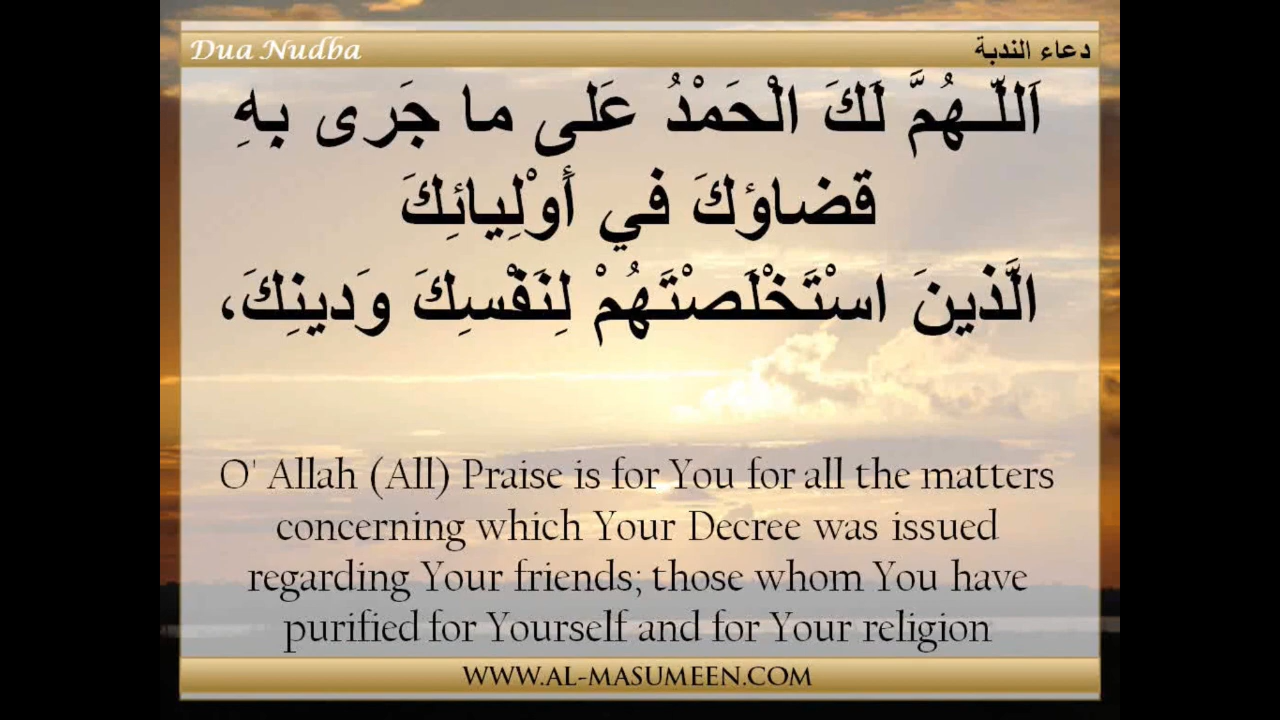 Dua Nudba
دعاء الندبة
اَللّـهُمَّ لَكَ الْحَمْدُ عَلى ما جَرى بِهِ
قَضاؤكَ في أَوْلِيائِكَ
الَّذينَ اسْتَخْلَصْتَهُمْ لِنَفْسِكَ وَدينِكَ،
O' Allah (All) Praise is for You for all the matters
concerning which Your Decree was issued
regarding Your friends; those whom You have
purified for Yourself and for Your religion
WWW.AL-MASUMEEN.COM